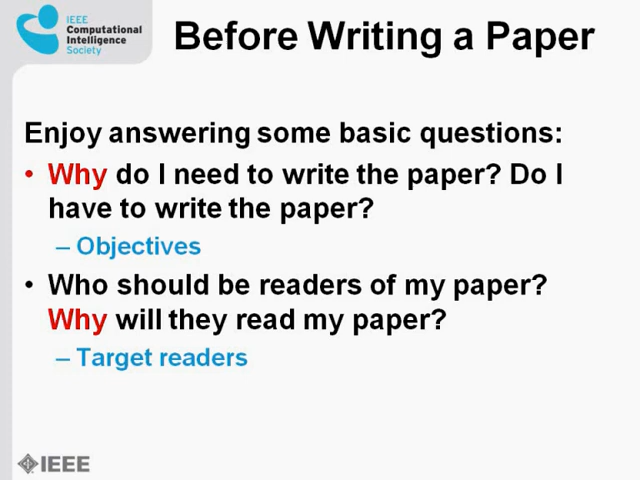 IEEE
Computational
Intelligence
Society
Before Writing a Paper
Enjoy answering some basic questions:
• Why do I need to write the paper? Do I
have to write the paper?
– Objectives
• Who should be readers of my paper?
Why will they read my paper?
– Target readers
IEEE